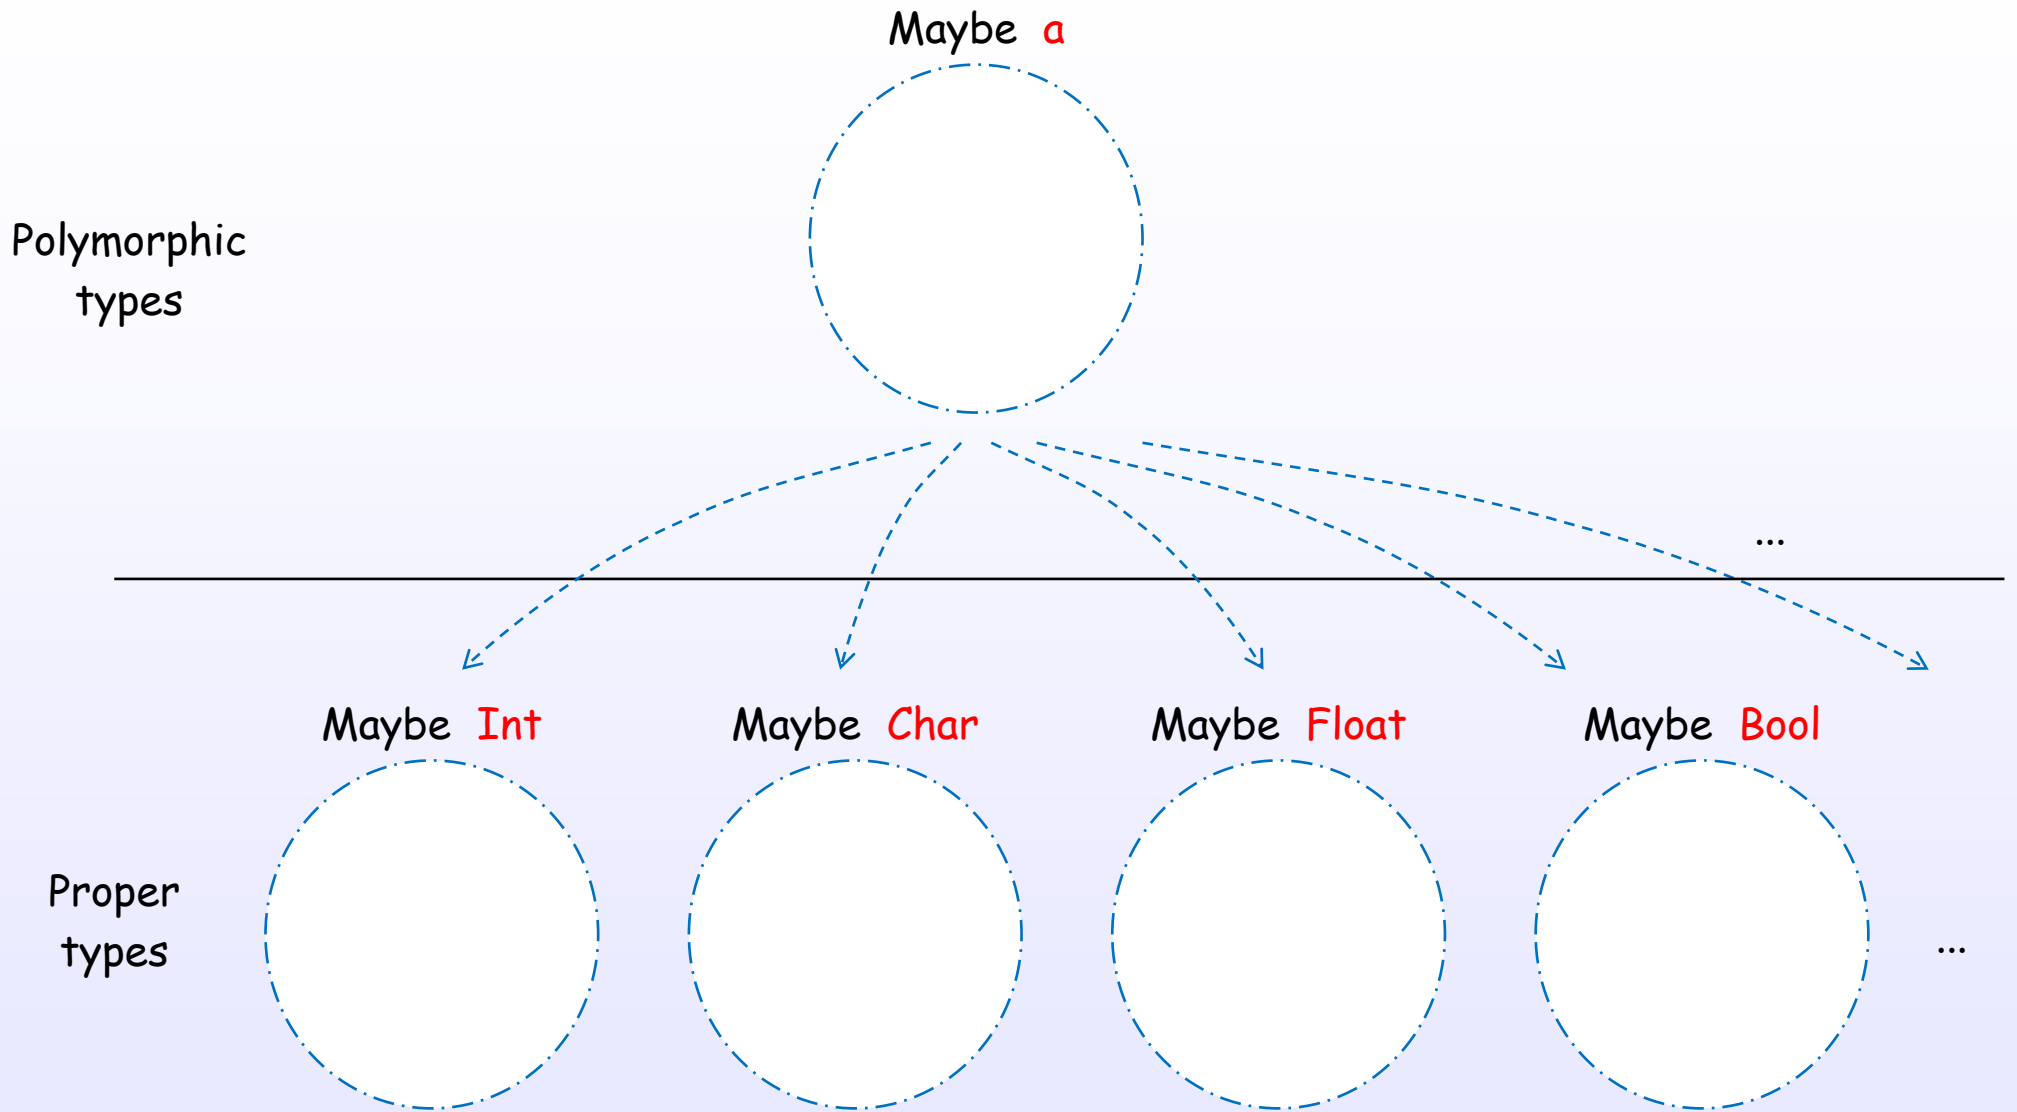 Maybe a
Polymorphic
types
...
Maybe Int
Maybe Char
Maybe Float
Maybe Bool
Proper
types
...